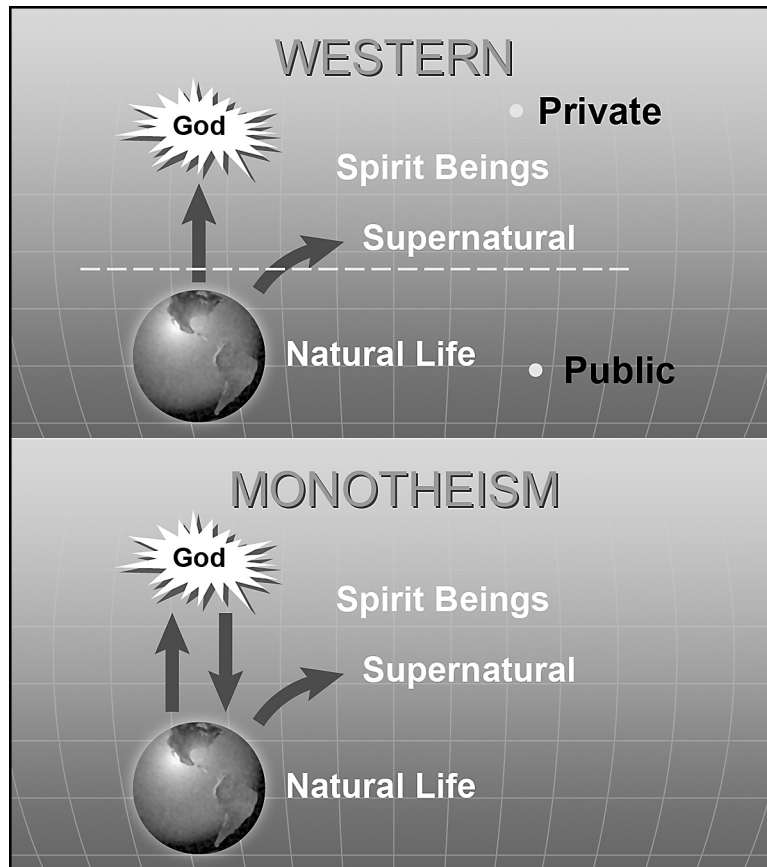 WESTERN
God
Private
Spirit Beings
Supernatural
Natural Life
Public
MONOTHEISM
God
Spirit Beings
Supernatural
Natural Life